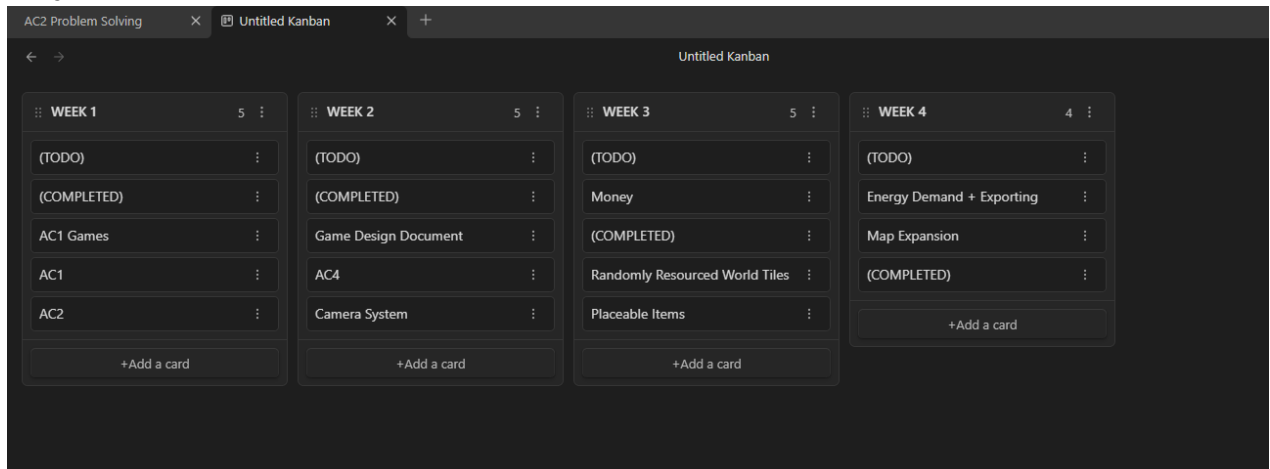 AC2 Problem Solving
Untitled Kanban
Untitled Kanban
WEEK 1 5
(TODO)
(COMPLETED)
AC1 Games
AC1
AC2
+Add a card
WEEK 2 5
(TODO)
(COMPLETED)
Game Design Document
AC4
Camera System
+Add a card
WEEK 3 5
(TODO)
Money
(COMPLETED)
Randomly Resourced World Tiles
Placeable Items
+Add a card
WEEK 4 4
(TODO)
Energy Demand + Exporting
Map Expansion
(COMPLETED)
+Add a card